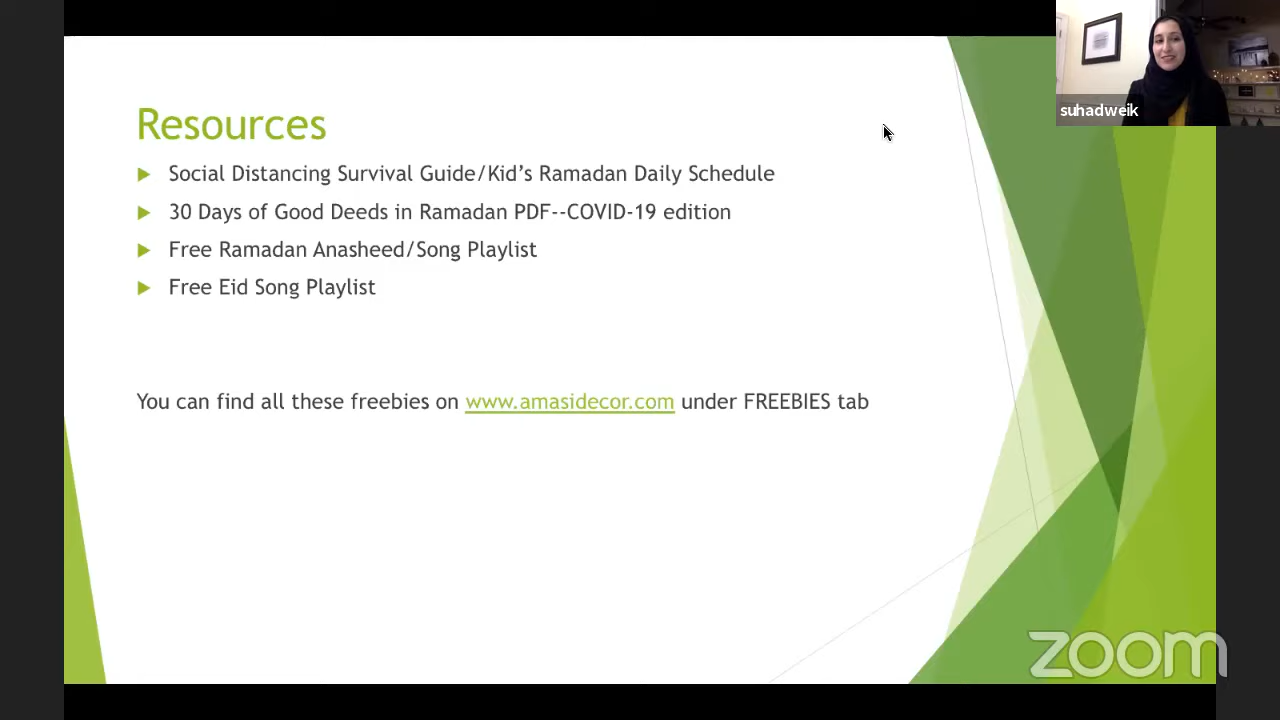 suhadweik
Resources
Social Distancing Survival Guide/Kid’s Ramadan Daily Schedule
30 Days of Good Deeds in Ramadan PDF--COVID-19 edition
Free Ramadan Anasheed/Song Playlist
Free Eid Song Playlist
You can find all these freebies on www.amasidecor.com under FREEBIES tab
zoom